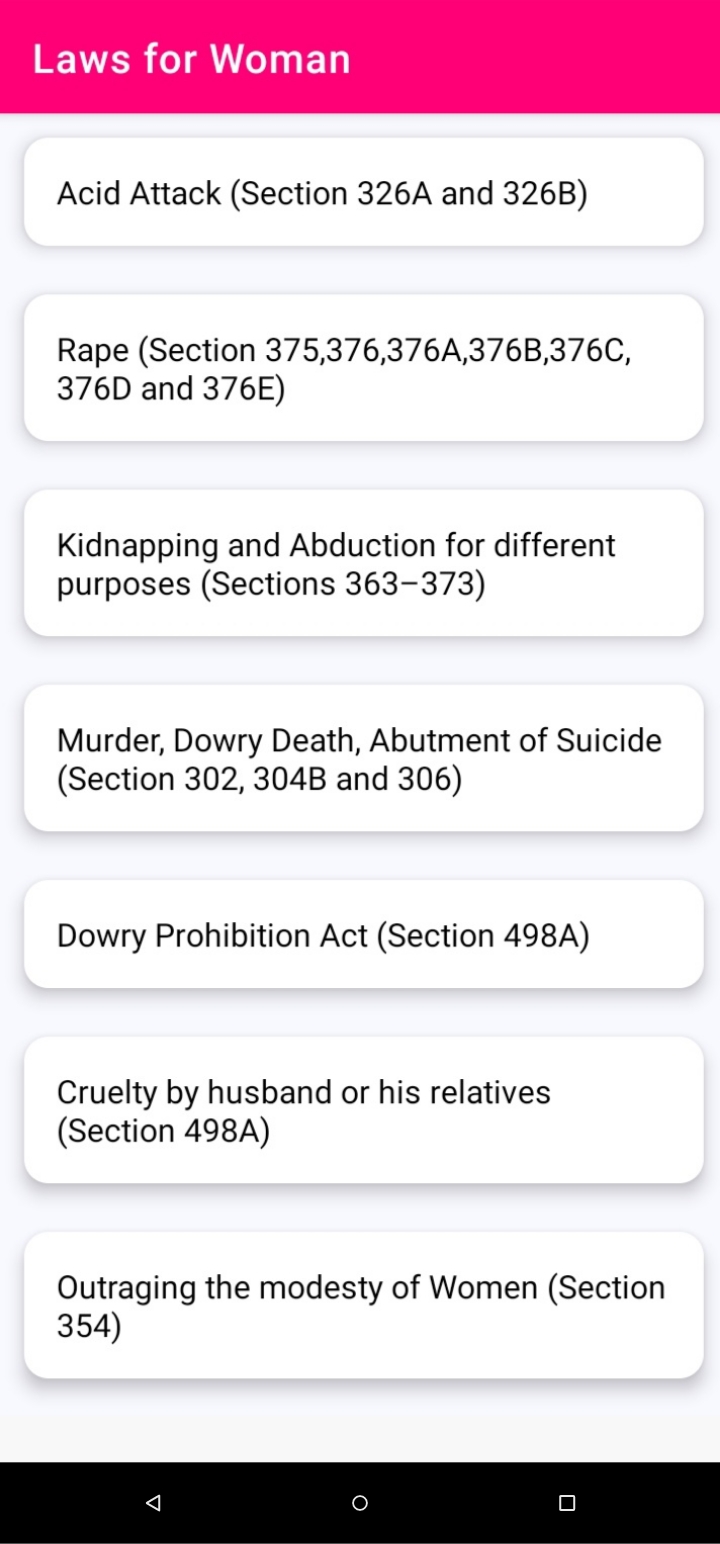 Laws for Woman
Acid Attack (Section 326A and 326B)
Rape (Section 375,376,376A,376B,376C,
376D and 376E)
Kidnapping and Abduction for different
purposes (Sections 363–373)
Murder, Dowry Death, Abutment of Suicide
(Section 302, 304B and 306)
Dowry Prohibition Act (Section 498A)
Cruelty by husband or his relatives
(Section 498A)
Outraging the modesty of Women (Section
354)